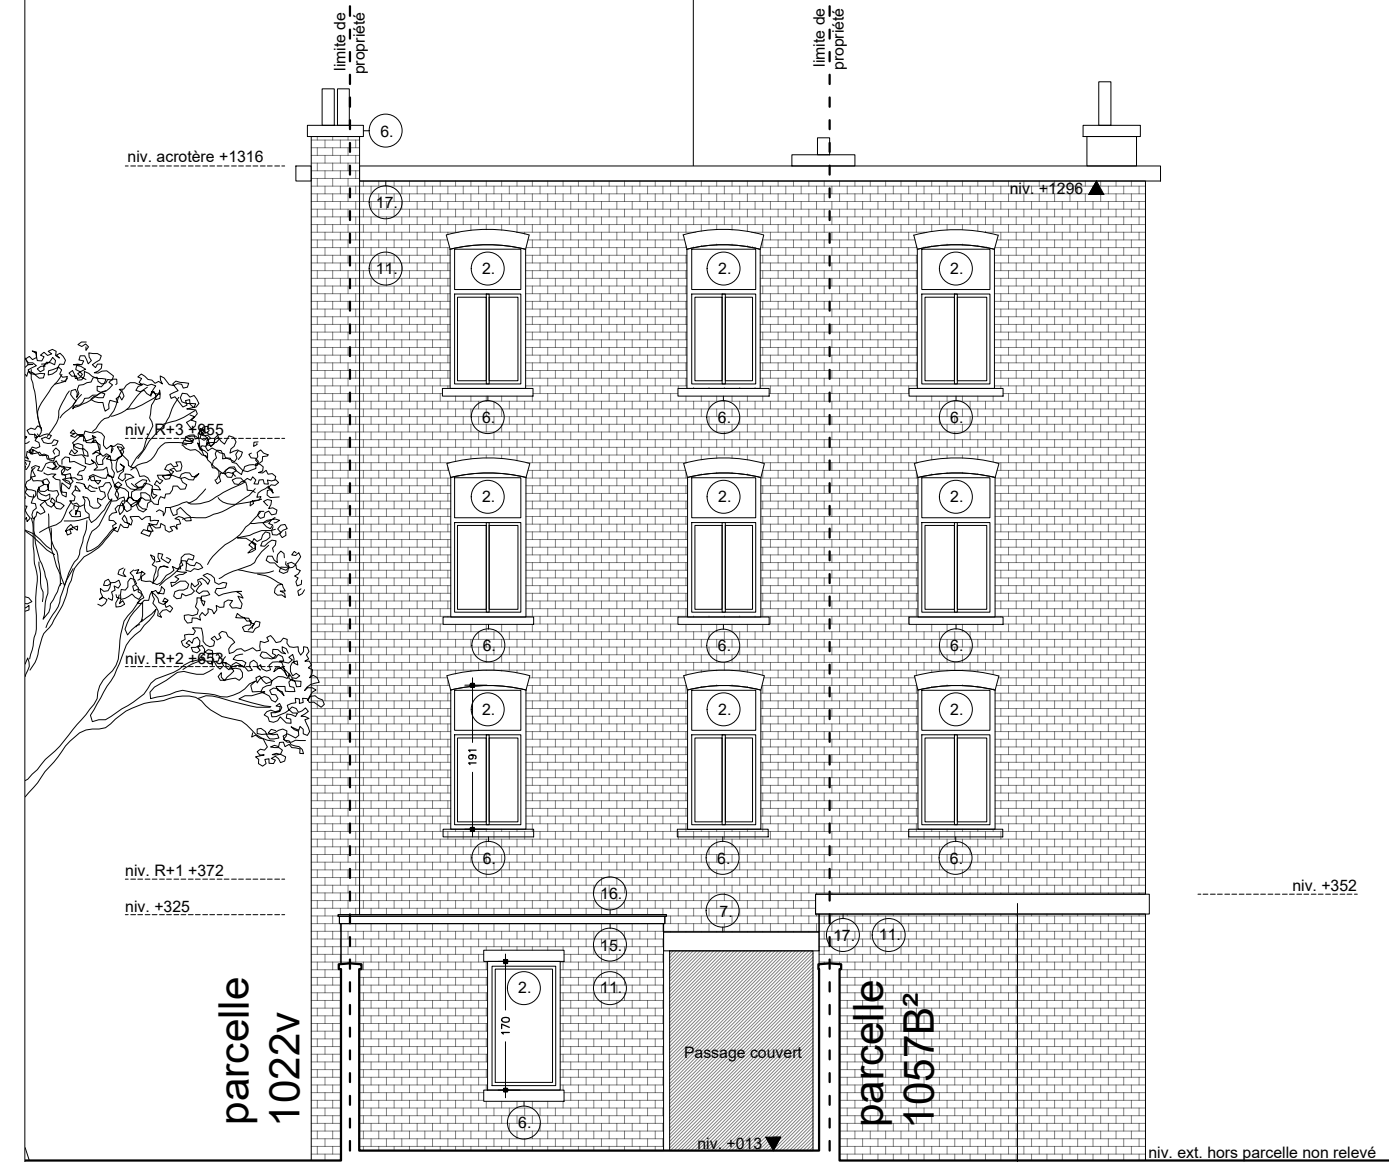 limite de
propriété
limite de
propriété
6.
niv. acrotère +1316
niv. +1296
17.
11.
2.
2.
2.
6.
6.
6.
niv. R+3 +955
2.
2.
2.
6.
6.
6.
niv. R+2 +653
2.
2.
2.
191
6.
6.
6.
niv. R+1 +372
niv. +352
16.
niv. +325
7.
17.
11.
15.
11.
2.
170
parcelle
1022v
parcelle
1057B²
Passage couvert
6.
niv. +013
niv. ext. hors parcelle non relevé